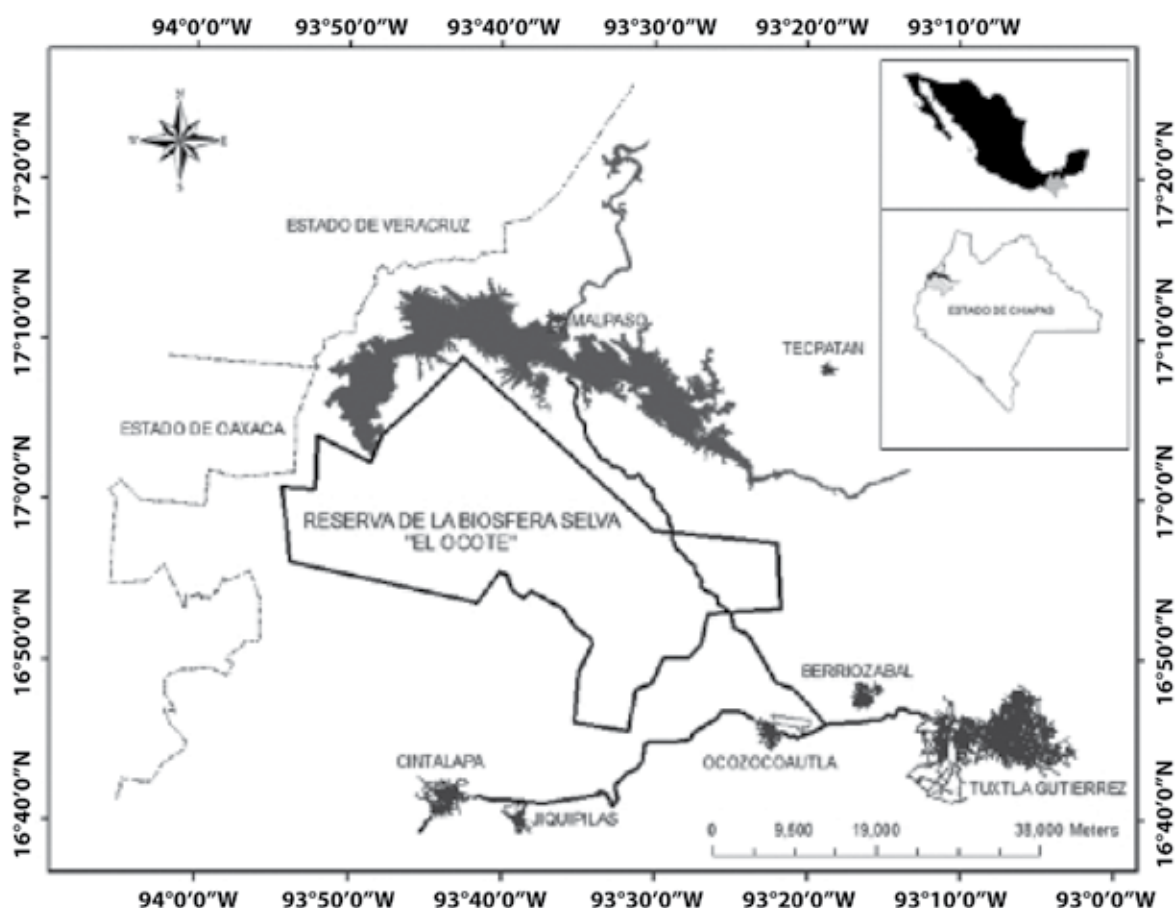 94°0'0"W 93°50'0"W 93°40'0"W 93°30'0"W 93°20'0"W 93°10'0"W
N
W E
S
17°20'0"N 17°20'0"N
ESTADO DE VERACRUZ
ESTADO DE CHIAPAS
17°10'0"N 17°10'0"N
MALPASO
TECPATAN
ESTADO DE OAXACA
17°0'0"N 17°0'0"N
RESERVA DE LA BIOSFERA SELVA
"EL OCOTE"
16°50'0"N 16°50'0"N
BERRIOZABAL
CINTALAPA
OCOZOCOAUTLA
TUXTLA GUTIERREZ
JIQUIPILAS
16°40'0"N 16°40'0"N
0 9,500 19,000 38,000 Meters
94°0'0"W 93°50'0"W 93°40'0"W 93°30'0"W 93°20'0"W 93°10'0"W 93°0'0"W